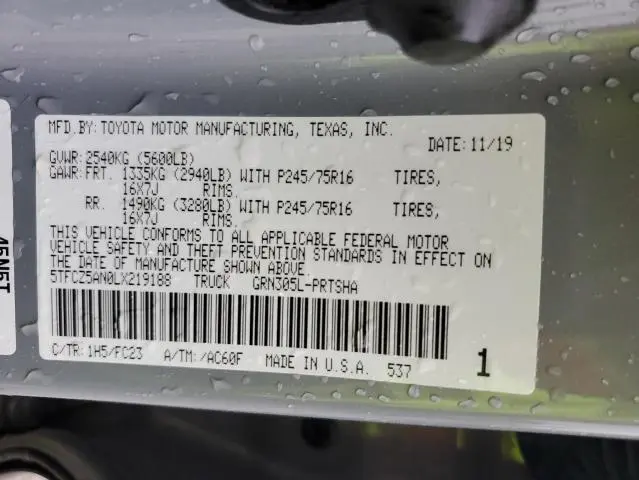 MFD. BY: TOYOTA MOTOR MANUFACTURING, TEXAS, INC.
DATE: 11/19
GVWR: 2540KG (5600LB)
GAWR: FRT. 1335KG (2940LB) WITH P245/75R16 TIRES,
16X7J RIMS.
RR. 1490KG (3280LB) WITH P245/75R16 TIRES,
16X7J RIMS.
THIS VEHICLE CONFORMS TO ALL APPLICABLE FEDERAL MOTOR
VEHICLE SAFETY AND THEFT PREVENTION STANDARDS IN EFFECT ON
THE DATE OF MANUFACTURE SHOWN ABOVE.
5TFCZ5AN0LX219188 TRUCK GRN305L-PRTSHA
C/TR: 1H5/FC23 A/TM: /AC60F MADE IN U.S.A. 537 1